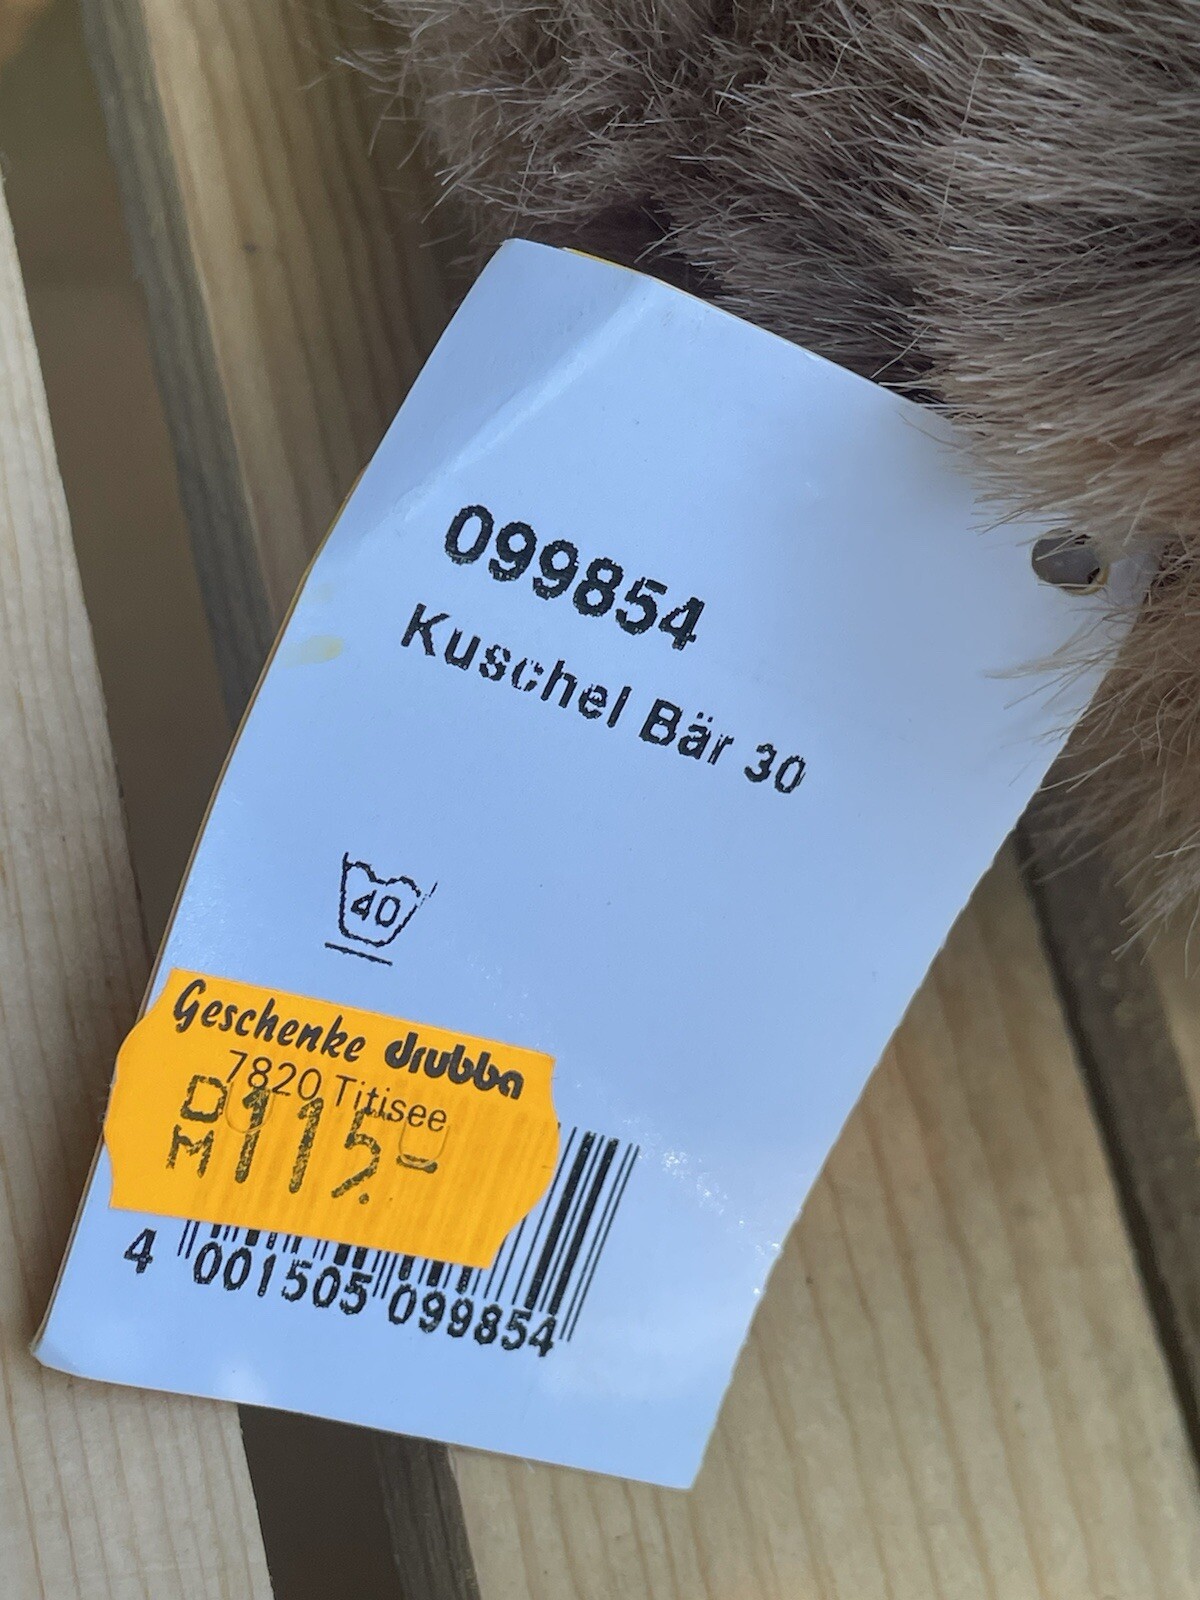 099854
Kuschel Bär 30
40
Geschenke drubba
7820 Titisee
DM 115,-
4 001505 099854